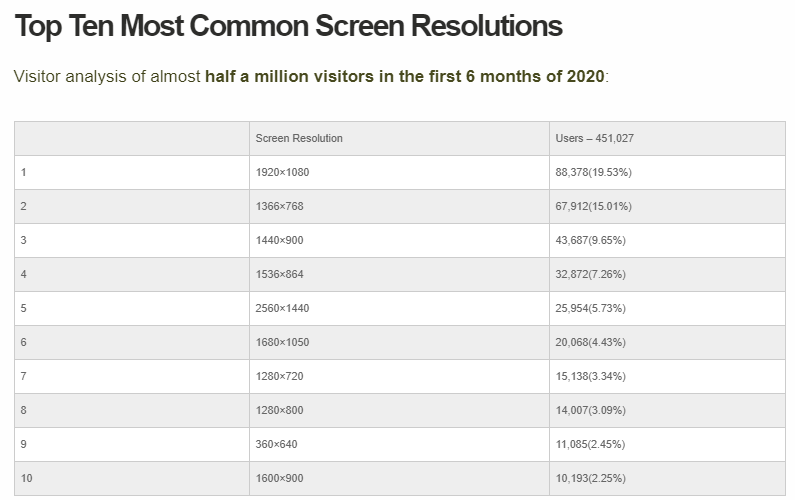 Top Ten Most Common Screen Resolutions
Visitor analysis of almost half a million visitors in the first 6 months of 2020:
Screen Resolution Users – 451,027
1 1920×1080 88,378(19.53%)
2 1366×768 67,912(15.01%)
3 1440×900 43,687(9.65%)
4 1536×864 32,872(7.26%)
5 2560×1440 25,954(5.73%)
6 1680×1050 20,068(4.43%)
7 1280×720 15,138(3.34%)
8 1280×800 14,007(3.09%)
9 360×640 11,085(2.45%)
10 1600×900 10,193(2.25%)